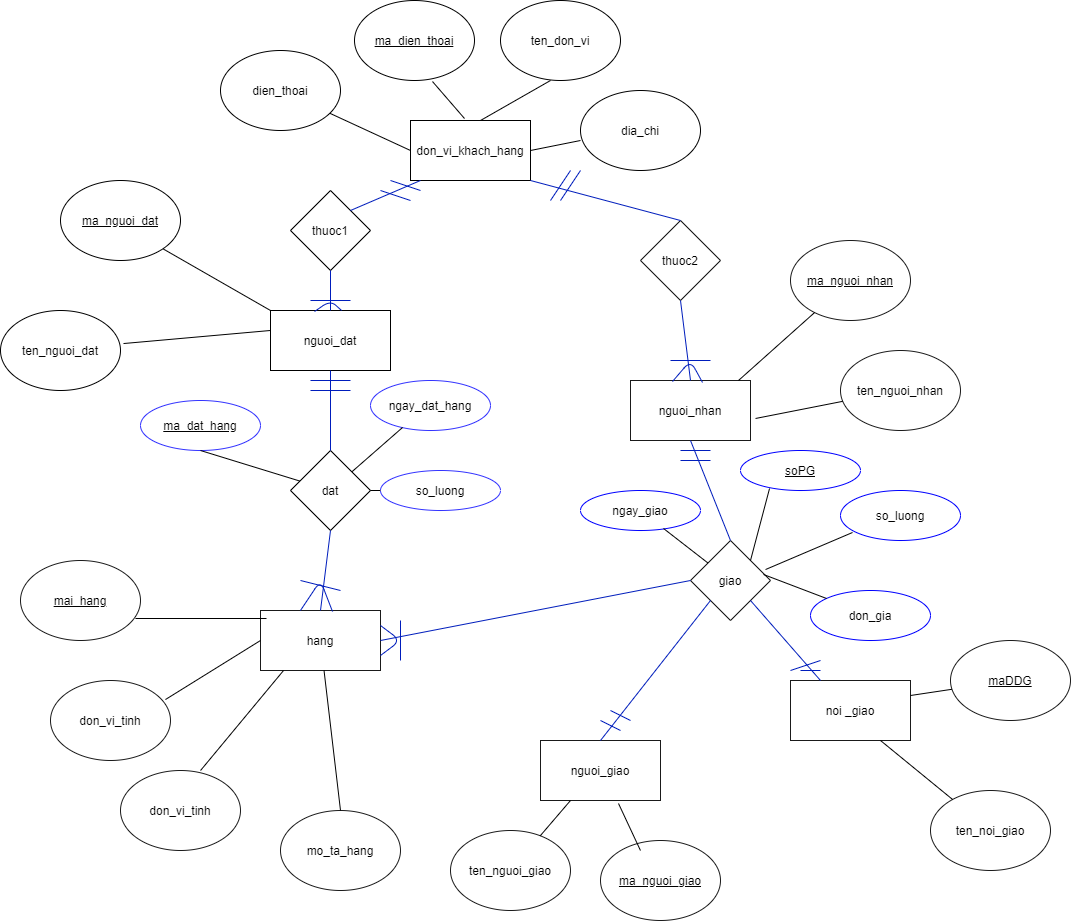 ma_dien_thoai
ten_don_vi
dien_thoai
dia_chi
don_vi_khach_hang
ma_nguoi_dat
thuoc1
thuoc2
ma_nguoi_nhan
nguoi_dat
ten_nguoi_dat
ten_nguoi_nhan
nguoi_nhan
ngay_dat_hang
ma_dat_hang
soPG
dat
so_luong
ngay_giao
so_luong
giao
mai_hang
don_gia
hang
maDDG
noi _giao
don_vi_tinh
nguoi_giao
don_vi_tinh
ten_noi_giao
mo_ta_hang
ten_nguoi_giao
ma_nguoi_giao